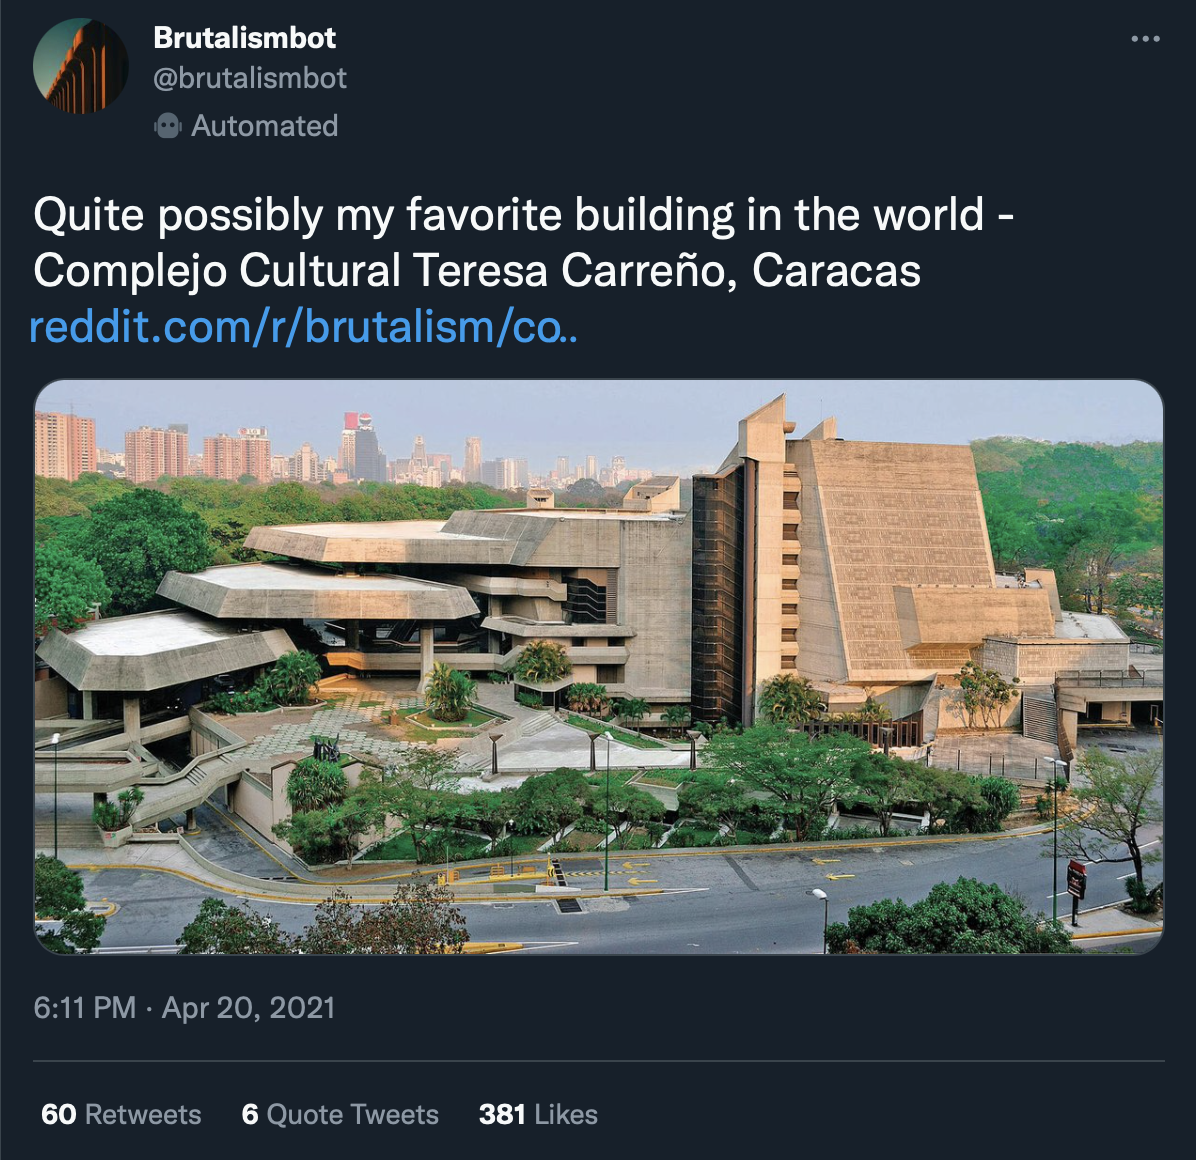 Brutalismbot
@brutalismbot
Automated
Quite possibly my favorite building in the world -
Complejo Cultural Teresa Carreño, Caracas
reddit.com/r/brutalism/co..
6:11 PM · Apr 20, 2021
60 Retweets 6 Quote Tweets 381 Likes